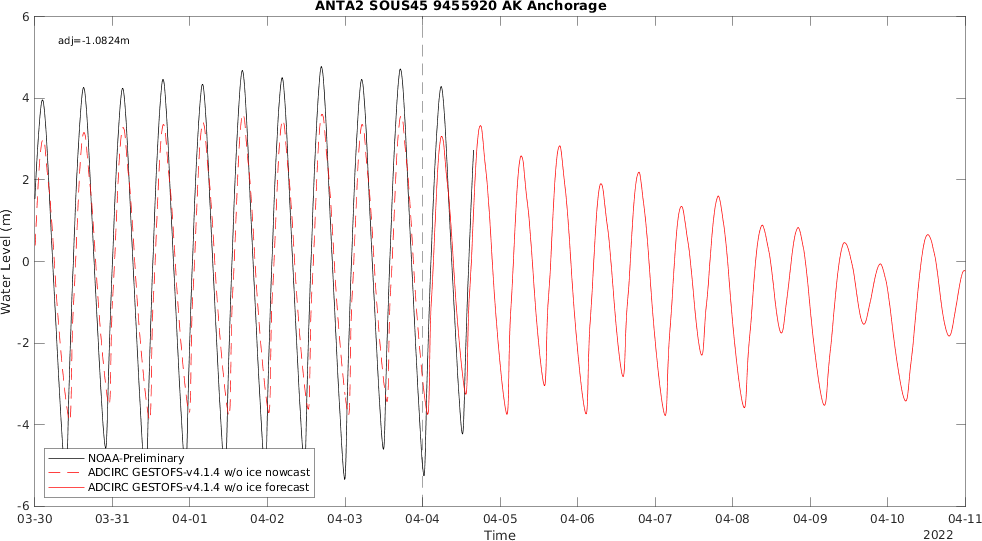 ANTA2 SOUS45 9455920 AK Anchorage
adj=-1.0824m
6
4
2
0
-2
-4
-6
Water Level (m)
NOAA-Preliminary
ADCIRC GESTOFS-v4.1.4 w/o ice nowcast
ADCIRC GESTOFS-v4.1.4 w/o ice forecast
03-30 03-31 04-01 04-02 04-03 04-04 04-05 04-06 04-07 04-08 04-09 04-10 04-11
Time
2022